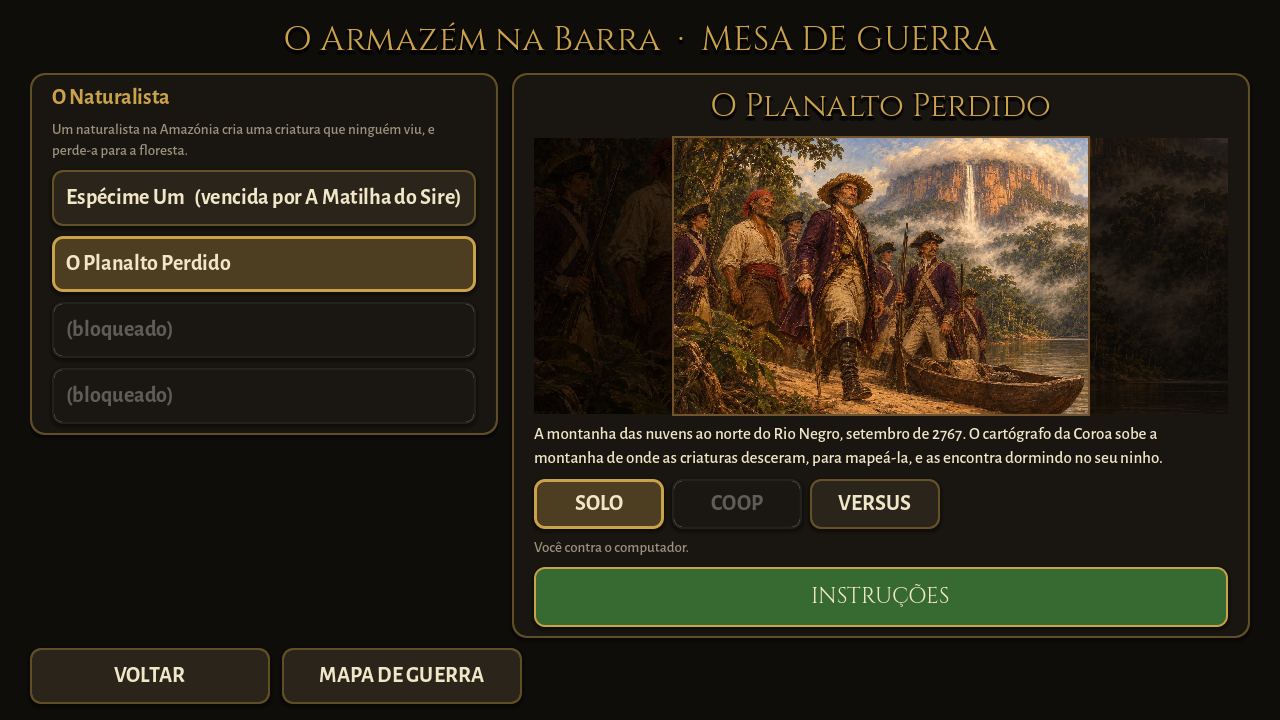 O Armazém na Barra · MESA DE GUERRA
O Naturalista
Um naturalista na Amazónia cria uma criatura que ninguém viu, e
perde-a para a floresta.
Espécime Um (vencida por A Matilha do Sire)
O Planalto Perdido
(bloqueado)
(bloqueado)
O Planalto Perdido
A montanha das nuvens ao norte do Rio Negro, setembro de 2767. O cartógrafo da Coroa sobe a
montanha de onde as criaturas desceram, para mapeá-la, e as encontra dormindo no seu ninho.
SOLO
COOP
VERSUS
Você contra o computador.
INSTRUÇÕES
VOLTAR
MAPA DE GUERRA